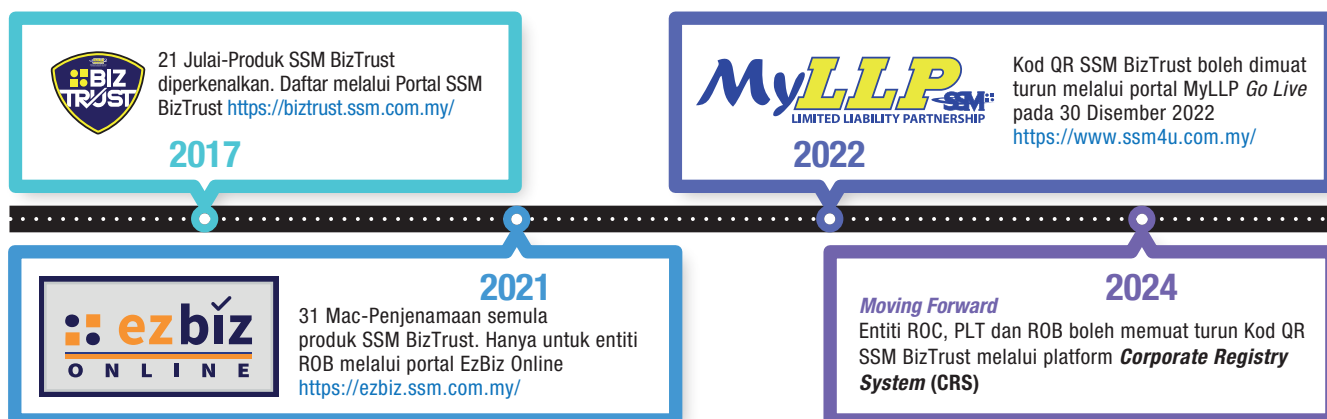 BIZ
TRUST
21 Julai-Produk SSM BizTrust
diperkenalkan. Daftar melalui Portal SSM
BizTrust https://biztrust.ssm.com.my/
2017
MyLLP SSM
LIMITED LIABILITY PARTNERSHIP
Kod QR SSM BizTrust boleh dimuat
turun melalui portal MyLLP Go Live
pada 30 Disember 2022
https://www.ssm4u.com.my/
2022
ezbiz
ONLINE
2021
31 Mac-Penjenamaan semula
produk SSM BizTrust. Hanya untuk entiti
ROB melalui portal EzBiz Online
https://ezbiz.ssm.com.my/
2024
Moving Forward
Entiti ROC, PLT dan ROB boleh memuat turun Kod QR
SSM BizTrust melalui platform Corporate Registry
System (CRS)